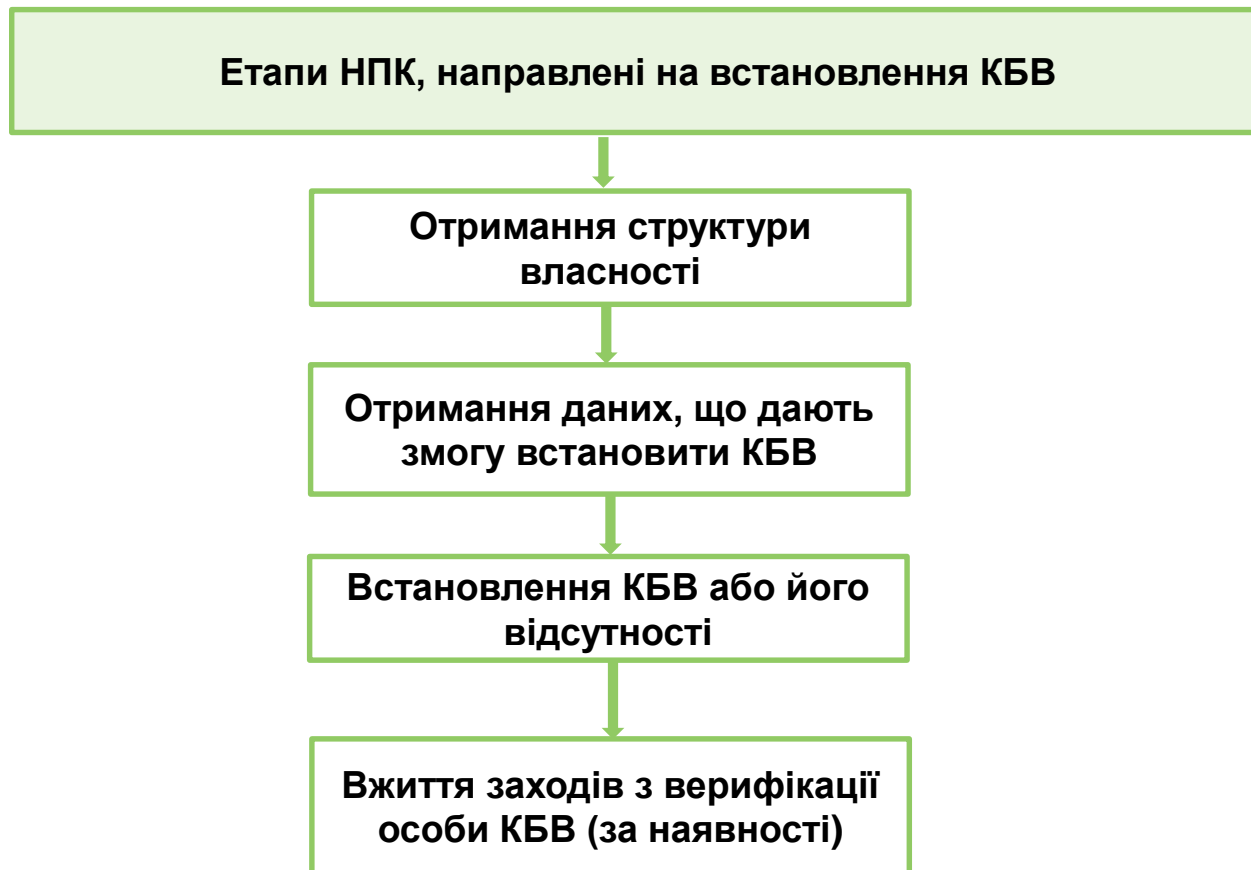 Етапи НПК, направлені на встановлення КБВ
Отримання структури
власності
Отримання даних, що дають
змогу встановити КБВ
Встановлення КБВ або його
відсутності
Вжиття заходів з верифікації
особи КБВ (за наявності)